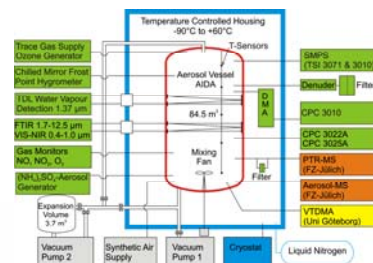 Temperature Controlled Housing
-90°C to +60°C
Trace Gas Supply
Ozone Generator
Chilled Mirror Frost
Point Hygrometer
TDL Water Vapour
Detection 1.37 µm
FTIR 1.7-12.5 µm
VIS-NIR 0.4-1.0 µm
Gas Monitors
NO, NO₂, O₃
(NH₄)₂SO₄-Aerosol
Generator
Expansion
Volume
3.7 m³
Vacuum
Pump 2
Synthetic Air
Supply
Vacuum
Pump 1
Cryostat
Liquid Nitrogen
T-Sensors
Aerosol Vessel
AIDA
84.5 m³
Mixing
Fan
DMA
Filter
SMPS
(TSI 3071 & 3010)
Denuder
Filter
CPC 3010
CPC 3022A
CPC 3025A
PTR-MS
(FZ-Jülich)
Aerosol-MS
(FZ-Jülich)
VTDMA
(Uni Göteborg)